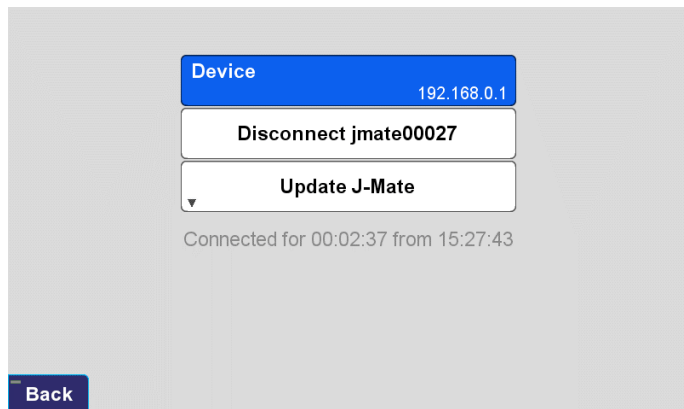 Device
192.168.0.1
Disconnect jmate00027
Update J-Mate
Connected for 00:02:37 from 15:27:43
Back